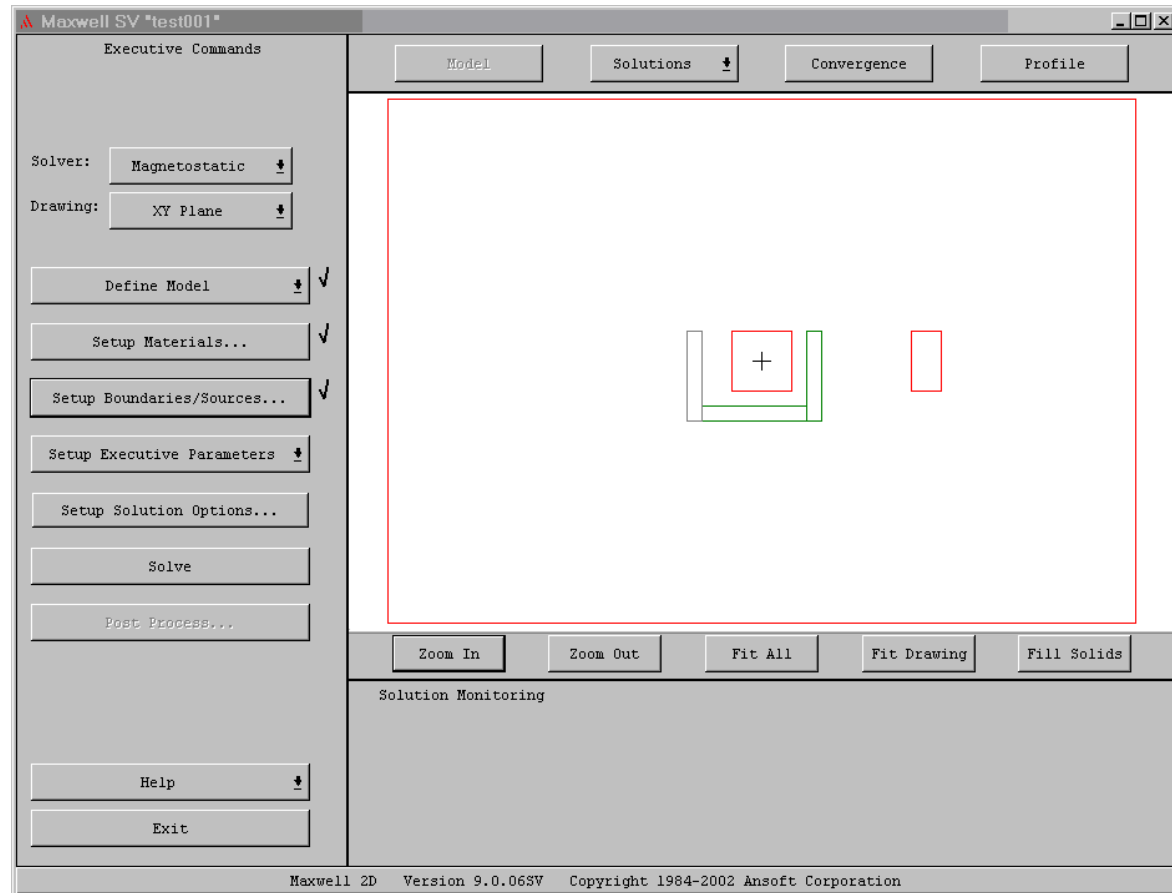 Maxwell SV "test001"
Executive Commands
Model
Solutions
Convergence
Profile
Solver:
Magnetostatic
Drawing:
XY Plane
Define Model
Setup Materials...
Setup Boundaries/Sources...
Setup Executive Parameters
Setup Solution Options...
Solve
Post Process...
Zoom In
Zoom Out
Fit All
Fit Drawing
Fill Solids
Solution Monitoring
Help
Exit
Maxwell 2D Version 9.0.06SV Copyright 1984-2002 Ansoft Corporation